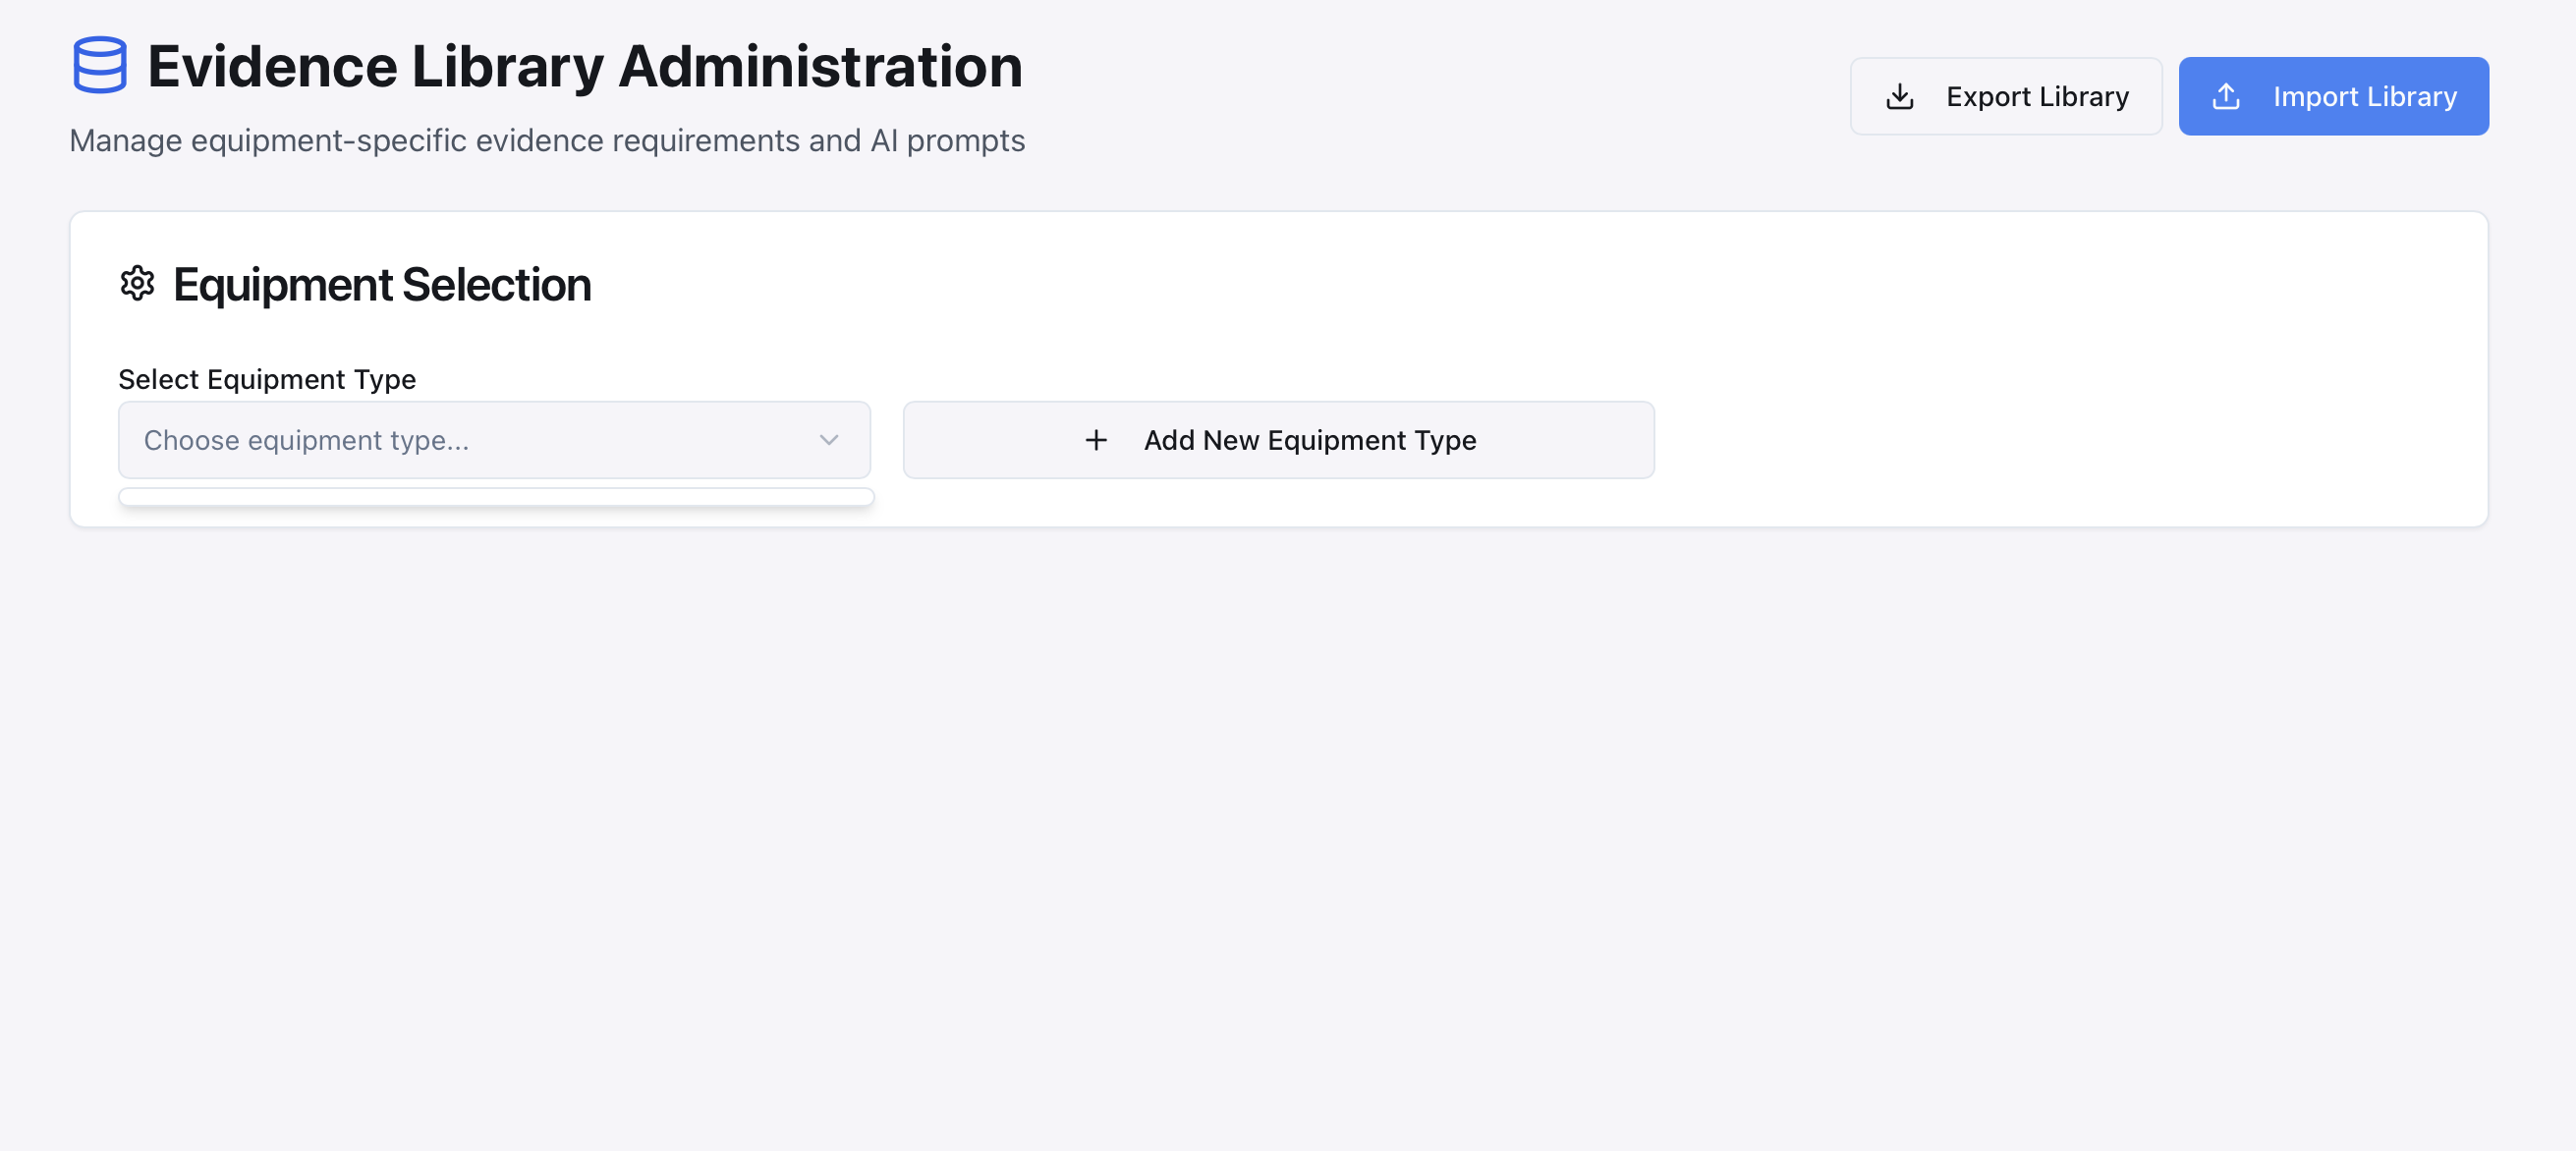 Evidence Library Administration
Manage equipment-specific evidence requirements and AI prompts
Export Library
Import Library
Equipment Selection
Select Equipment Type
Choose equipment type...
Add New Equipment Type